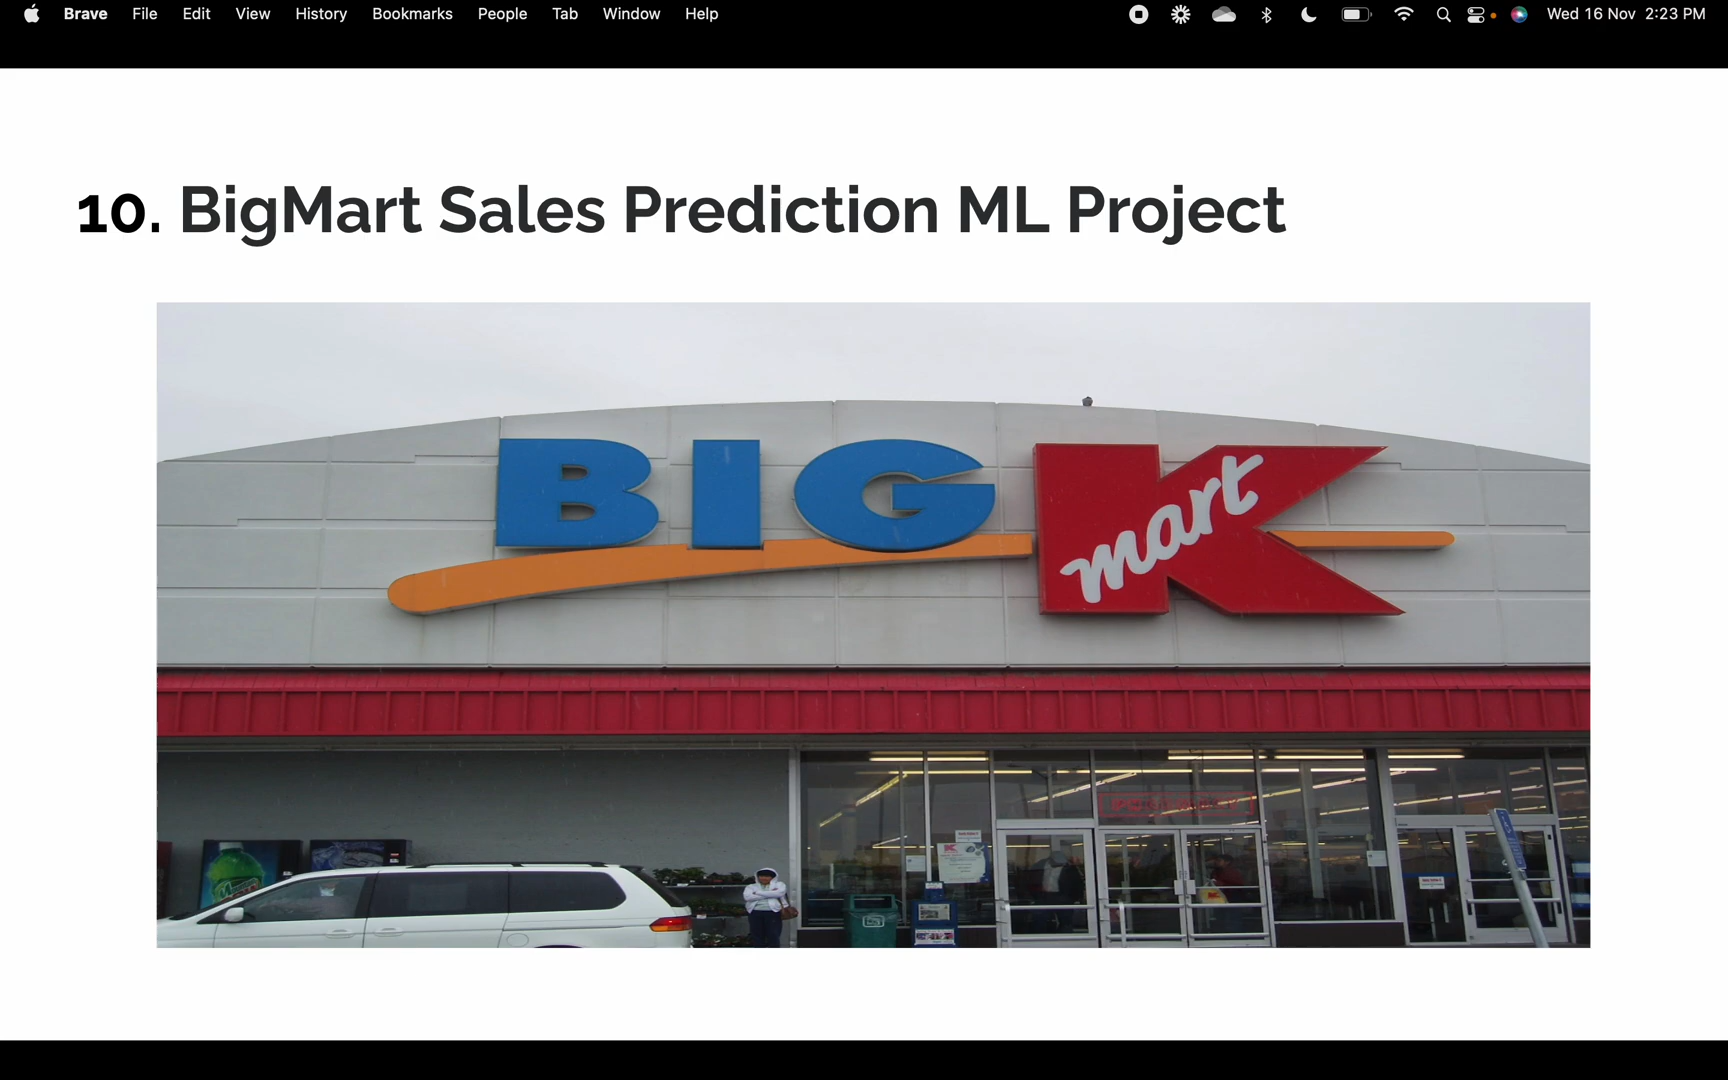 Brave File Edit View History Bookmarks People Tab Window Help Wed 16 Nov 2:23 PM
10. BigMart Sales Prediction ML Project
BIG K
mart